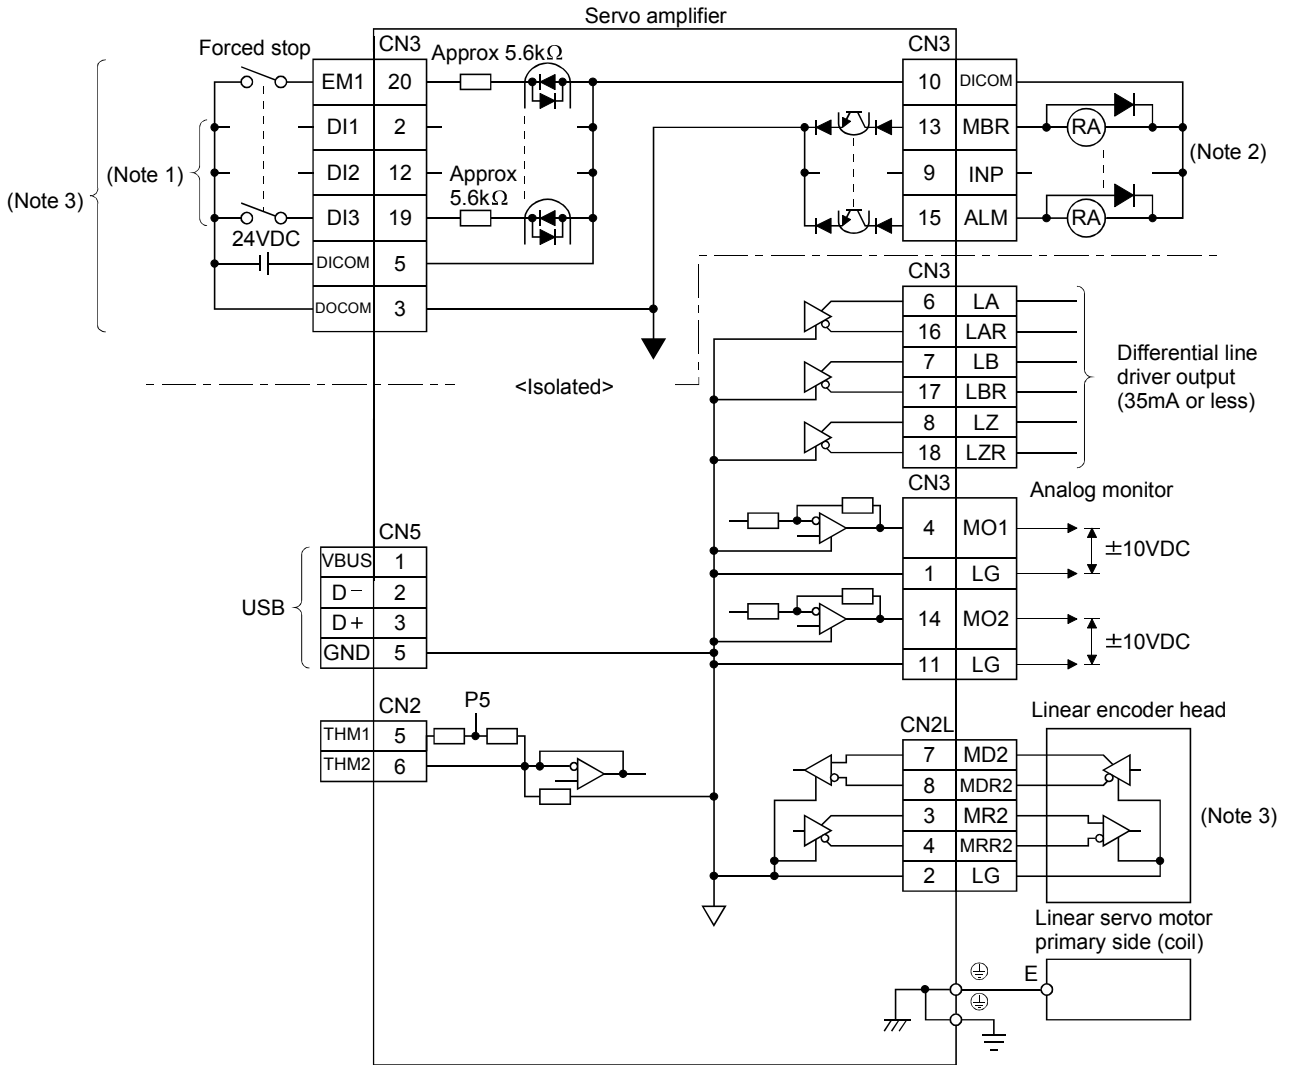 Servo amplifier
Forced stop
CN3
Approx 5.6kΩ
CN3
EM1 20
10 DICOM
DI1 2
13 MBR RA
(Note 1)
(Note 2)
(Note 3)
DI2 12
Approx
5.6kΩ
9 INP
DI3 19
15 ALM RA
24VDC
DICOM 5
CN3
DOCOM 3
6 LA
16 LAR
7 LB
17 LBR
8 LZ
18 LZR
Differential line
driver output
(35mA or less)
<Isolated>
CN3
Analog monitor
4 MO1
±10VDC
1 LG
14 MO2
±10VDC
11 LG
CN5
USB
VBUS 1
D− 2
D+ 3
GND 5
CN2
P5
THM1 5
THM2 6
CN2L
Linear encoder head
7 MD2
8 MDR2
3 MR2
4 MRR2
2 LG
(Note 3)
Linear servo motor
primary side (coil)
E